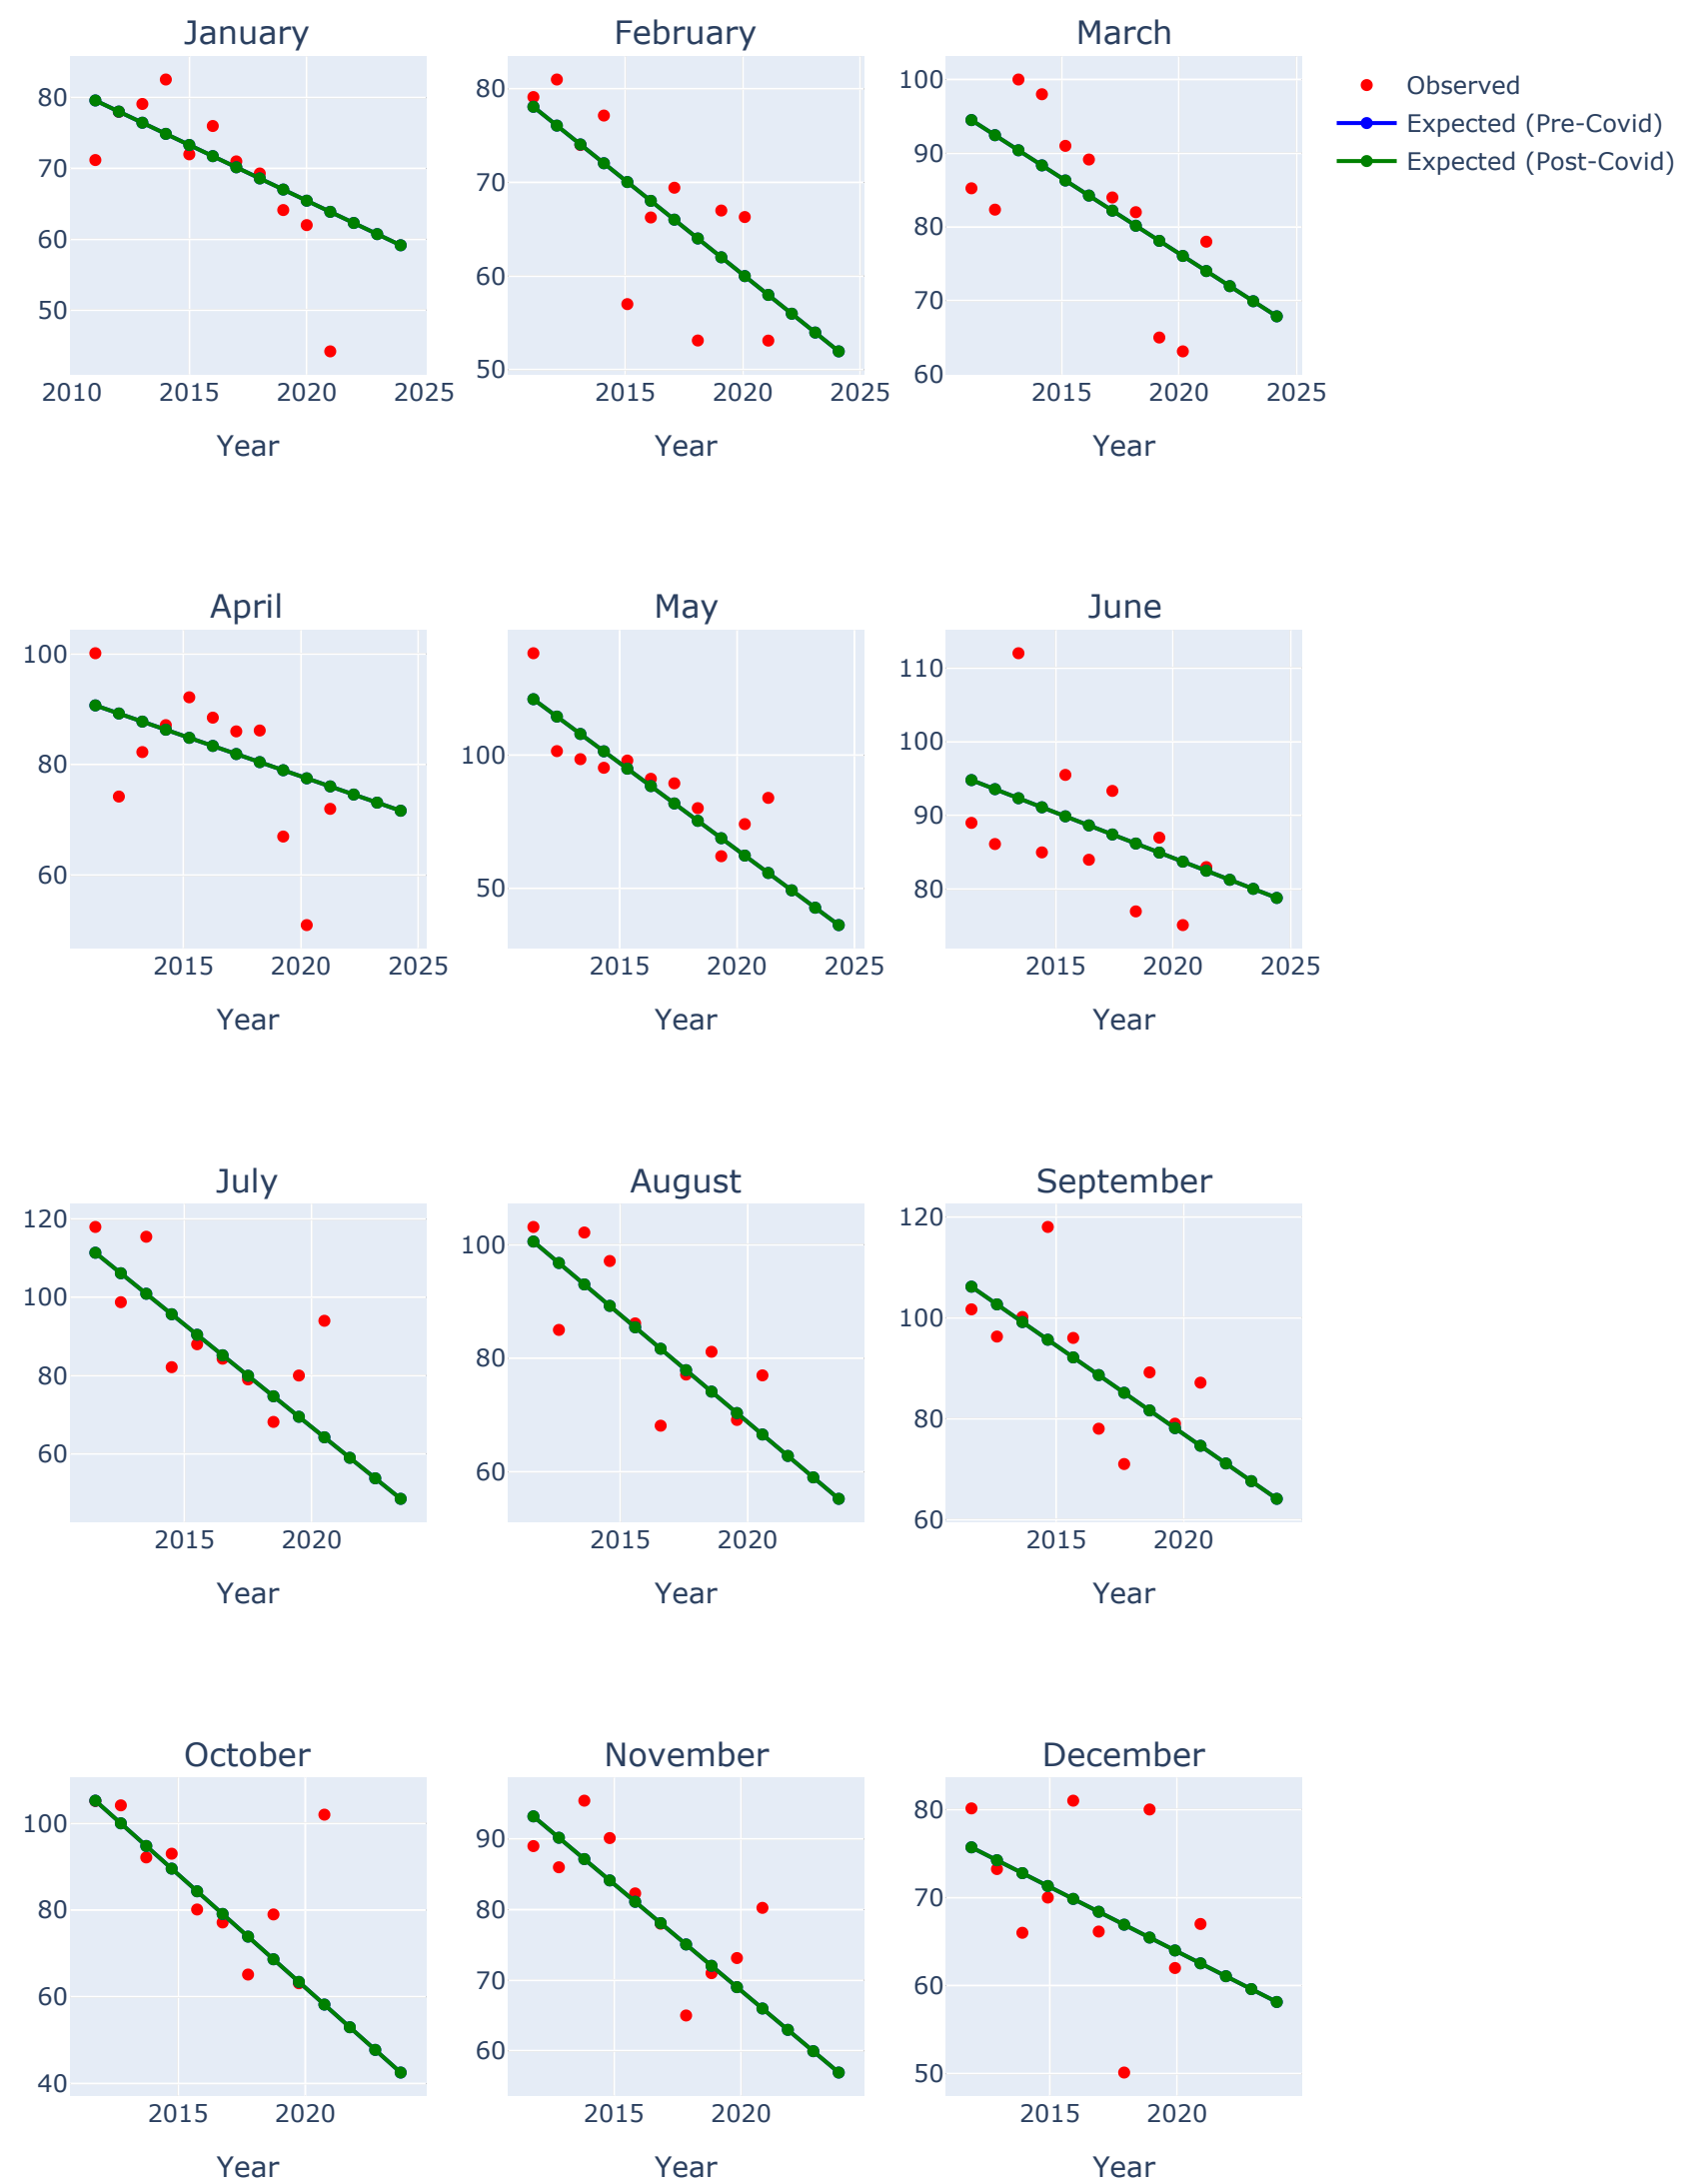 January February March
100 Observed
80 80 90 Expected (Pre-Covid)
70 70 80 Expected (Post-Covid)
60 60 70
50 50 60
2010 2015 2020 2025 2015 2020 2025 2015 2020 2025
Year Year Year
April May June
100 110
80 100 100
60 50 90
80
2015 2020 2025 2015 2020 2025 2015 2020 2025
Year Year Year
July August September
120 100 120
100 80 100
80 60 80
60 60
2015 2020 2015 2020 2015 2020
Year Year Year
October November December
100 90 80
80 80 70
60 70 60
40 60 50
2015 2020 2015 2020 2015 2020
Year Year Year